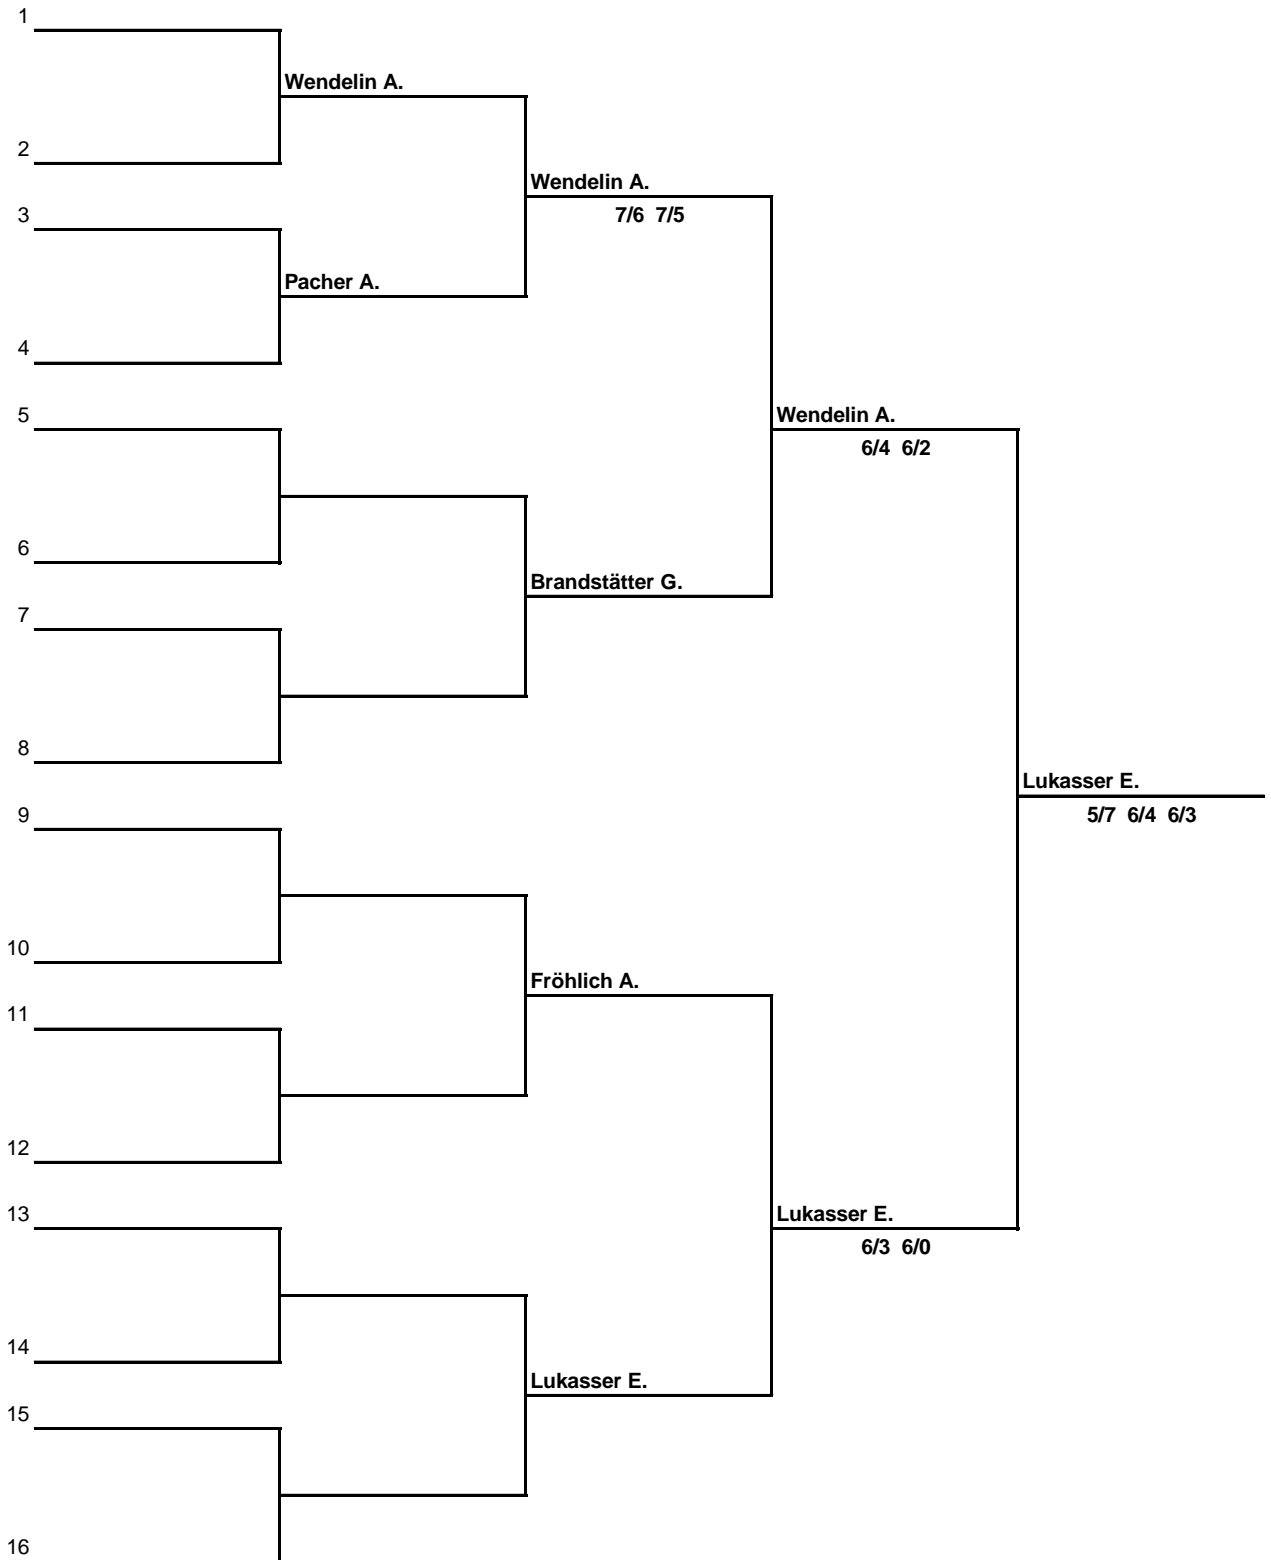 1
Wendelin A.
2
Wendelin A.
3
7/6 7/5
Pacher A.
4
5
Wendelin A.
6/4 6/2
6
Brandstätter G.
7
8
Lukasser E.
9
5/7 6/4 6/3
10
Fröhlich A.
11
12
13
Lukasser E.
6/3 6/0
14
Lukasser E.
15
16